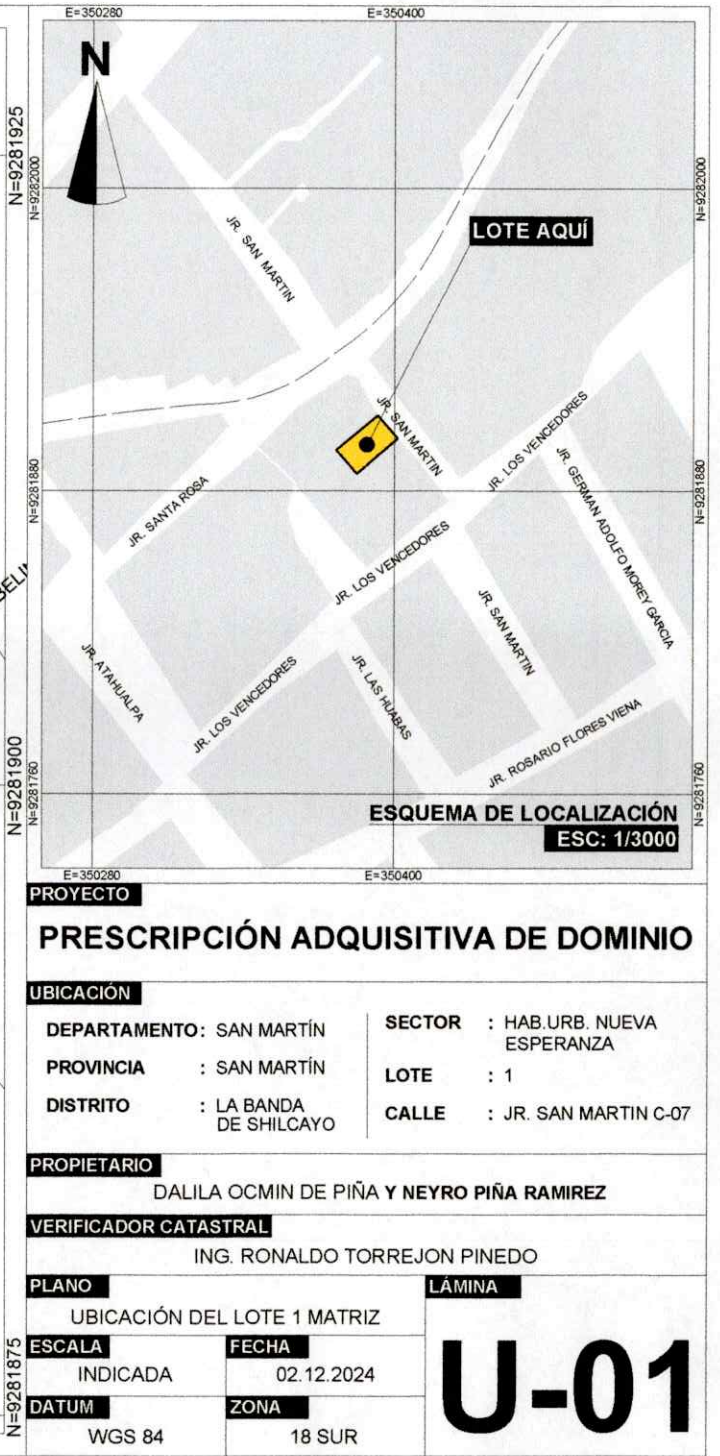 E=350280
E=350400
N=9281925
N=9282000
N=9282000
N
LOTE AQUÍ
JR. SAN MARTIN
JR. SAN MARTIN
JR. LOS VENCEDORES
JR. GERMAN ADOLFO MOREY GARCIA
N=9281880
N=9281880
JR. SANTA ROSA
JR. LOS VENCEDORES
JR. SAN MARTIN
JR. ATAHUALPA
JR. LOS VENCEDORES
JR. LAS HUABAS
JR. ROSARIO FLORES VIENA
N=9281900
N=9281760
N=9281760
ESQUEMA DE LOCALIZACIÓN
ESC: 1/3000
E=350280
E=350400
PROYECTO
PRESCRIPCIÓN ADQUISITIVA DE DOMINIO
UBICACIÓN
DEPARTAMENTO: SAN MARTÍN
PROVINCIA : SAN MARTÍN
DISTRITO : LA BANDA
DE SHILCAYO
SECTOR : HAB.URB. NUEVA
ESPERANZA
LOTE : 1
CALLE : JR. SAN MARTIN C-07
PROPIETARIO
DALILA OCMIN DE PIÑA Y NEYRO PIÑA RAMIREZ
VERIFICADOR CATASTRAL
ING. RONALDO TORREJON PINEDO
PLANO
UBICACIÓN DEL LOTE 1 MATRIZ
LÁMINA
U-01
ESCALA
INDICADA
FECHA
02.12.2024
N=9281875
DATUM
WGS 84
ZONA
18 SUR